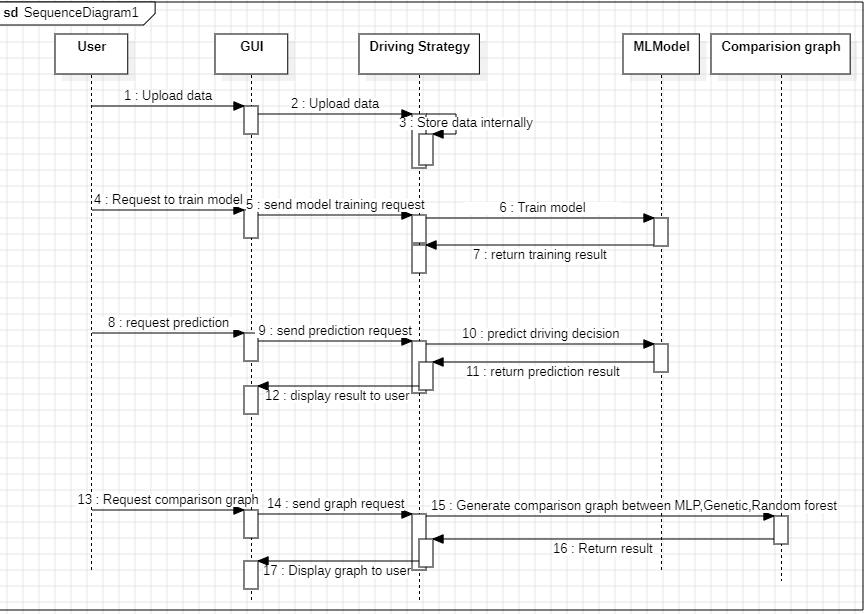 sd SequenceDiagram1
User
GUI
Driving Strategy
MLModel
Comparision graph
1 : Upload data
2 : Upload data
3 : Store data internally
4 : Request to train model
5 : send model training request
6 : Train model
7 : return training result
8 : request prediction
9 : send prediction request
10 : predict driving decision
11 : return prediction result
12 : display result to user
13 : Request comparison graph
14 : send graph request
15 : Generate comparison graph between MLP,Genetic,Random forest
16 : Return result
17 : Display graph to user